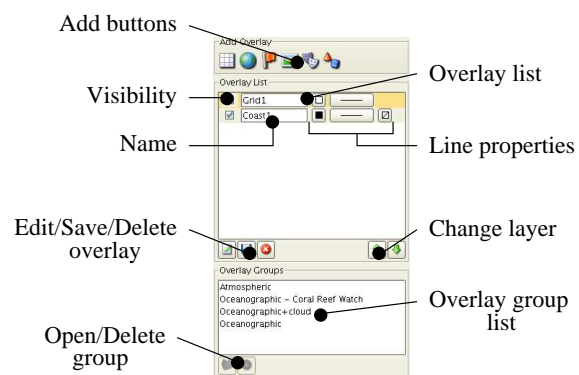 Add buttons
Add Overlay
Overlay List
Visibility
Grid1
Overlay list
Name
Coast1
Line properties
Edit/Save/Delete
overlay
Change layer
Overlay Groups
Atmospheric
Oceanographic - Coral Reef Watch
Oceanographic+cloud
Oceanographic
Overlay group
list
Open/Delete
group